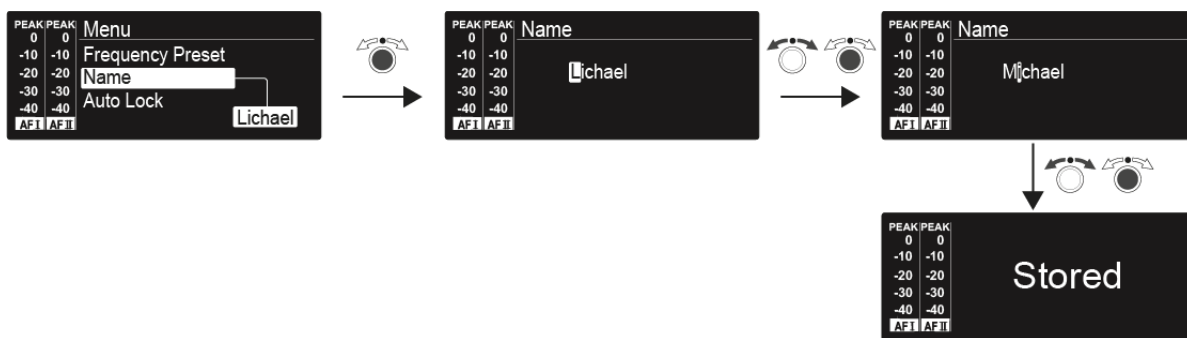 PEAK PEAK Menu
0 0
-10 -10 Frequency Preset
-20 -20 Name
-30 -30 Auto Lock
-40 -40 Lichael
AF I AF II
PEAK PEAK Name
0 0
-10 -10
-20 -20 Lichael
-30 -30
-40 -40
AF I AF II
PEAK PEAK Name
0 0
-10 -10
-20 -20 Michael
-30 -30
-40 -40
AF I AF II
PEAK PEAK
0 0
-10 -10
-20 -20 Stored
-30 -30
-40 -40
AF I AF II